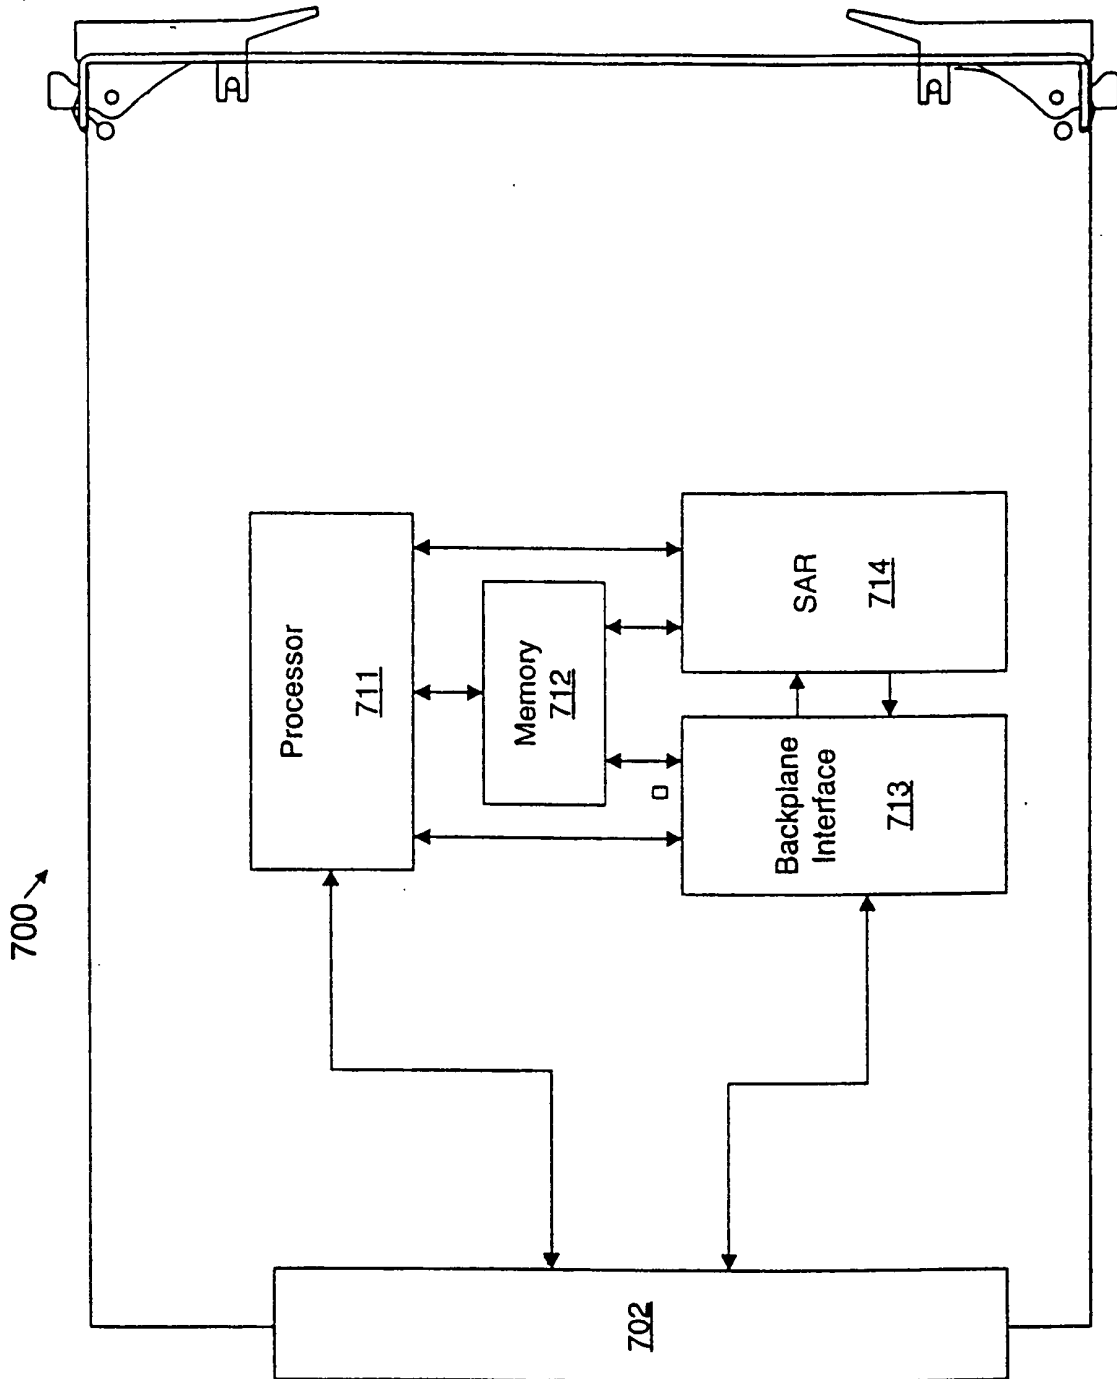 700
Processor
711
Memory
712
SAR
714
Backplane
Interface
713
702